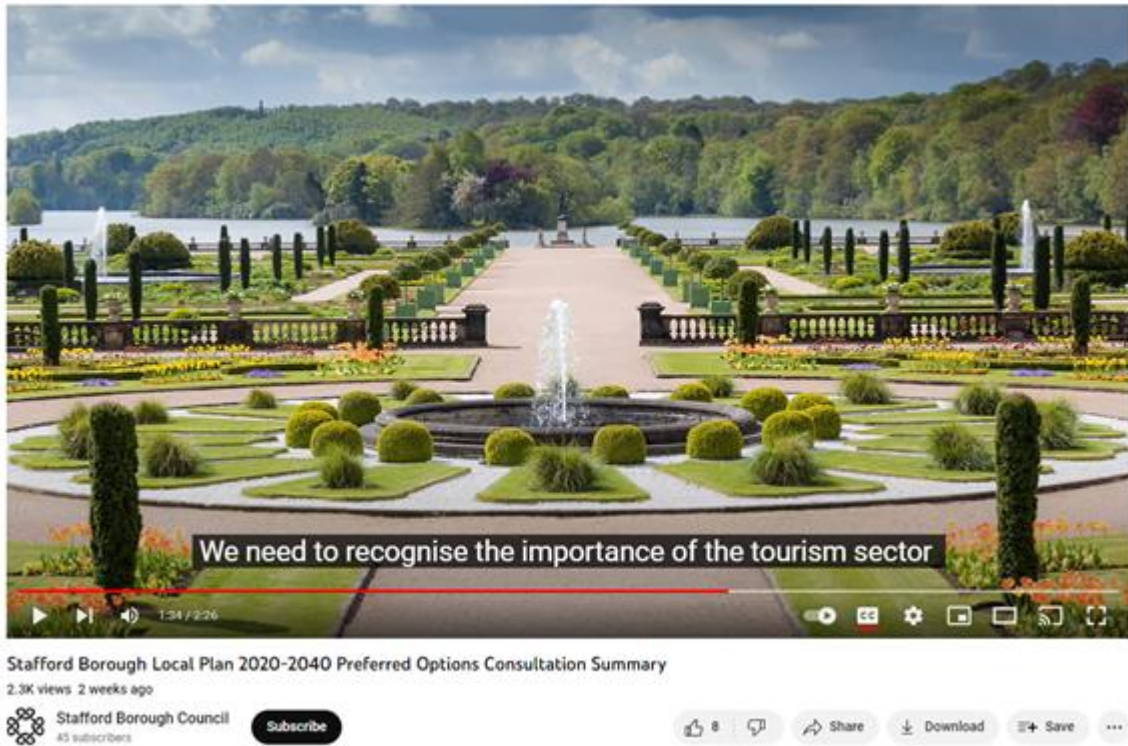 We need to recognise the importance of the tourism sector
1:34 / 2:26
CC
Stafford Borough Local Plan 2020-2040 Preferred Options Consultation Summary
2.3K views 2 weeks ago
Stafford Borough Council
45 subscribers
Subscribe
8
Share
Download
Save